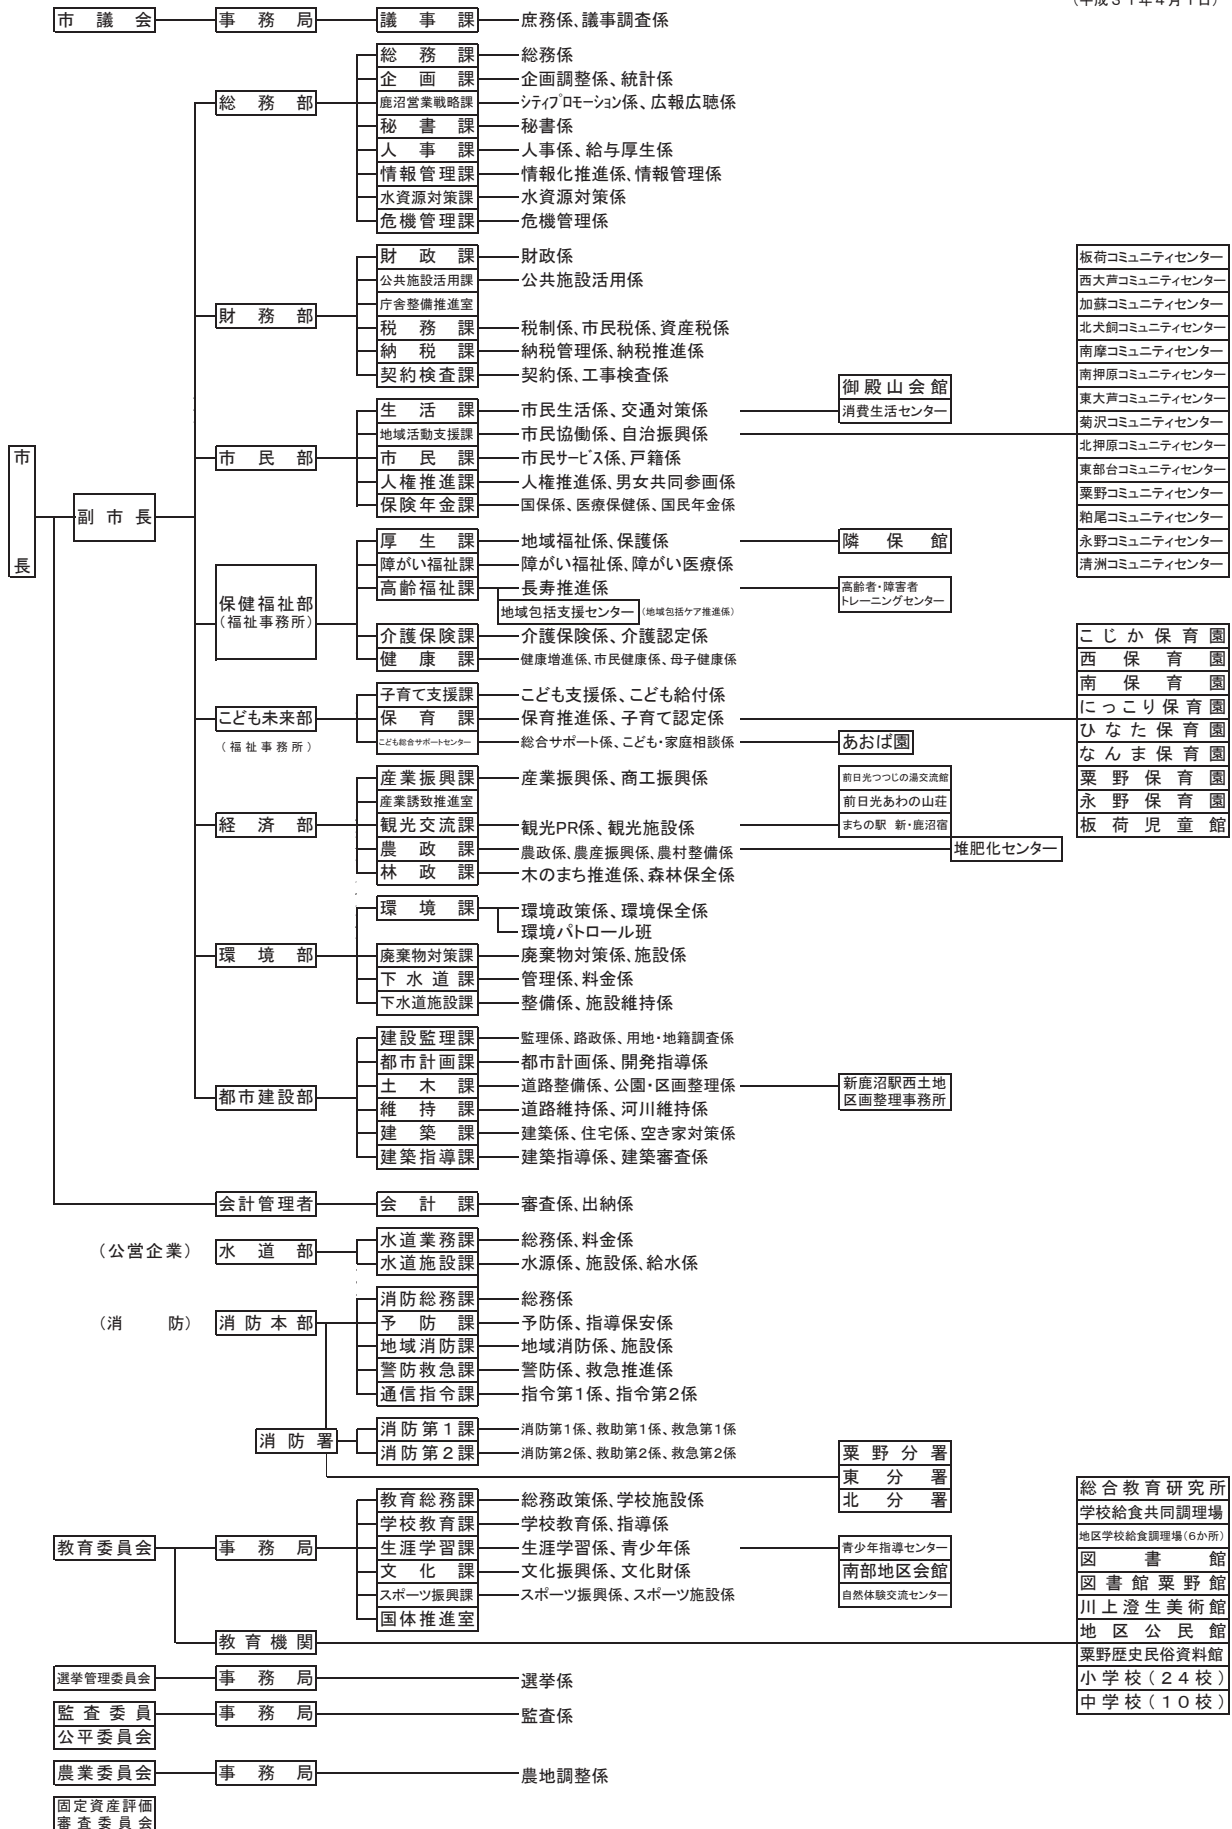 （平成３１年４月１日）
市議会 事務局 議事課 庶務係、議事調査係
総務課 総務係
企画課 企画調整係、統計係
総務部 鹿沼営業戦略課 シティプロモーション係、広報広聴係
秘書課 秘書係
人事課 人事係、給与厚生係
情報管理課 情報化推進係、情報管理係
水資源対策課 水資源対策係
危機管理課 危機管理係
財政課 財政係
公共施設活用課 公共施設活用係
庁舎整備推進室
財務部
税務課 税制係、市民税係、資産税係
納税課 納税管理係、納税推進係
契約検査課 契約係、工事検査係
御殿山会館
生活課 市民生活係、交通対策係 消費生活センター
地域活動支援課 市民協働係、自治振興係
市民部 市民課 市民サービス係、戸籍係
人権推進課 人権推進係、男女共同参画係
保険年金課 国保係、医療保健係、国民年金係
板荷コミュニティセンター
西大芦コミュニティセンター
加蘇コミュニティセンター
北犬飼コミュニティセンター
南摩コミュニティセンター
南押原コミュニティセンター
東大芦コミュニティセンター
菊沢コミュニティセンター
北押原コミュニティセンター
東部台コミュニティセンター
粟野コミュニティセンター
粕尾コミュニティセンター
永野コミュニティセンター
清洲コミュニティセンター
市長
副市長
厚生課 地域福祉係、保護係 隣保館
障がい福祉課 障がい福祉係、障がい医療係
高齢福祉課 長寿推進係 高齢者・障害者
トレーニングセンター
地域包括支援センター （地域包括ケア推進係）
保健福祉部
（福祉事務所）
介護保険課 介護保険係、介護認定係
健康課 健康増進係、市民健康係、母子健康係
子育て支援課 こども支援係、こども給付係
こども未来部 保育課 保育推進係、子育て認定係
（福祉事務所）
こども総合サポートセンター 総合サポート係、こども・家庭相談係 あおば園
こじか保育園
西保育園
南保育園
にっこり保育園
ひなた保育園
なんま保育園
粟野保育園
永野保育園
板荷児童館
産業振興課 産業振興係、商工振興係 前日光つつじの湯交流館
産業誘致推進室 前日光あわの山荘
経済部 観光交流課 観光PR係、観光施設係 まちの駅 新・鹿沼宿
農政課 農政係、農産振興係、農村整備係 堆肥化センター
林政課 木のまち推進係、森林保全係
環境課 環境政策係、環境保全係
環境パトロール班
環境部 廃棄物対策課 廃棄物対策係、施設係
下水道課 管理係、料金係
下水道施設課 整備係、施設維持係
建設監理課 監理係、路政係、用地・地籍調査係
都市計画課 都市計画係、開発指導係
都市建設部 土木課 道路整備係、公園・区画整理係 新鹿沼駅西土地
区画整理事務所
維持課 道路維持係、河川維持係
建築課 建築係、住宅係、空き家対策係
建築指導課 建築指導係、建築審査係
会計管理者 会計課 審査係、出納係
（公営企業） 水道部 水道業務課 総務係、料金係
水道施設課 水源係、施設係、給水係
消防総務課 総務係
（消防） 消防本部 予防課 予防係、指導保安係
地域消防課 地域消防係、施設係
警防救急課 警防係、救急推進係
通信指令課 指令第１係、指令第２係
消防署 消防第１課 消防第1係、救助第1係、救急第1係
消防第２課 消防第2係、救助第2係、救急第2係
粟野分署
東分署
北分署
教育総務課 総務政策係、学校施設係
学校教育課 学校教育係、指導係
教育委員会 事務局 生涯学習課 生涯学習係、青少年係 青少年指導センター
文化課 文化振興係、文化財係 南部地区会館
スポーツ振興課 スポーツ振興係、スポーツ施設係 自然体験交流センター
国体推進室
教育機関
総合教育研究所
学校給食共同調理場
地区学校給食調理場（6か所）
図書館
図書館粟野館
川上澄生美術館
地区公民館
粟野歴史民俗資料館
小学校（２４校）
中学校（１０校）
選挙管理委員会 事務局 選挙係
監査委員 事務局 監査係
公平委員会
農業委員会 事務局 農地調整係
固定資産評価
審査委員会